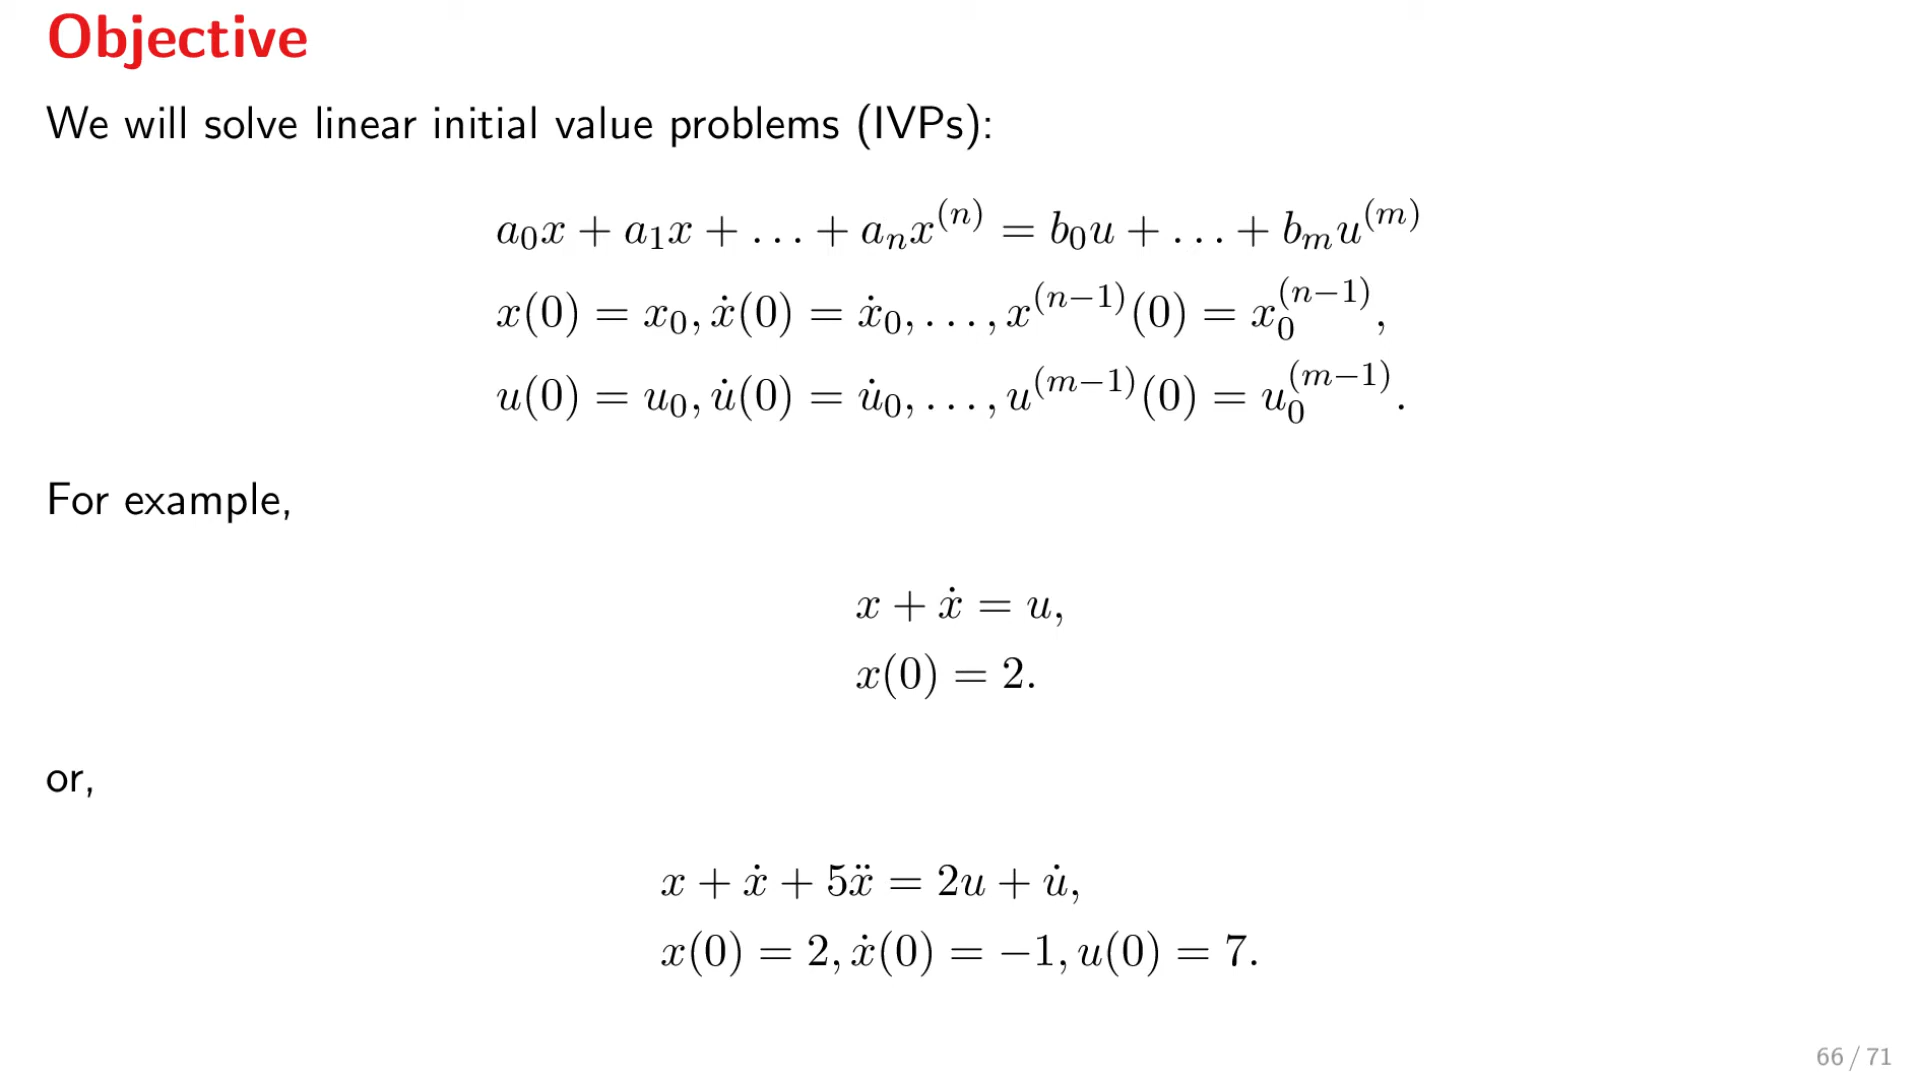 Objective
We will solve linear initial value problems (IVPs):
a₀x + a₁x + … + aₙx⁽ⁿ⁾ = b₀u + … + bₘu⁽ᵐ⁾
x(0) = x₀, ẋ(0) = ẋ₀, …, x⁽ⁿ⁻¹⁾(0) = x₀⁽ⁿ⁻¹⁾,
u(0) = u₀, u̇(0) = u̇₀, …, u⁽ᵐ⁻¹⁾(0) = u₀⁽ᵐ⁻¹⁾.
For example,
x + ẋ = u,
x(0) = 2.
or,
x + ẋ + 5ẍ = 2u + u̇,
x(0) = 2, ẋ(0) = −1, u(0) = 7.
66 / 71